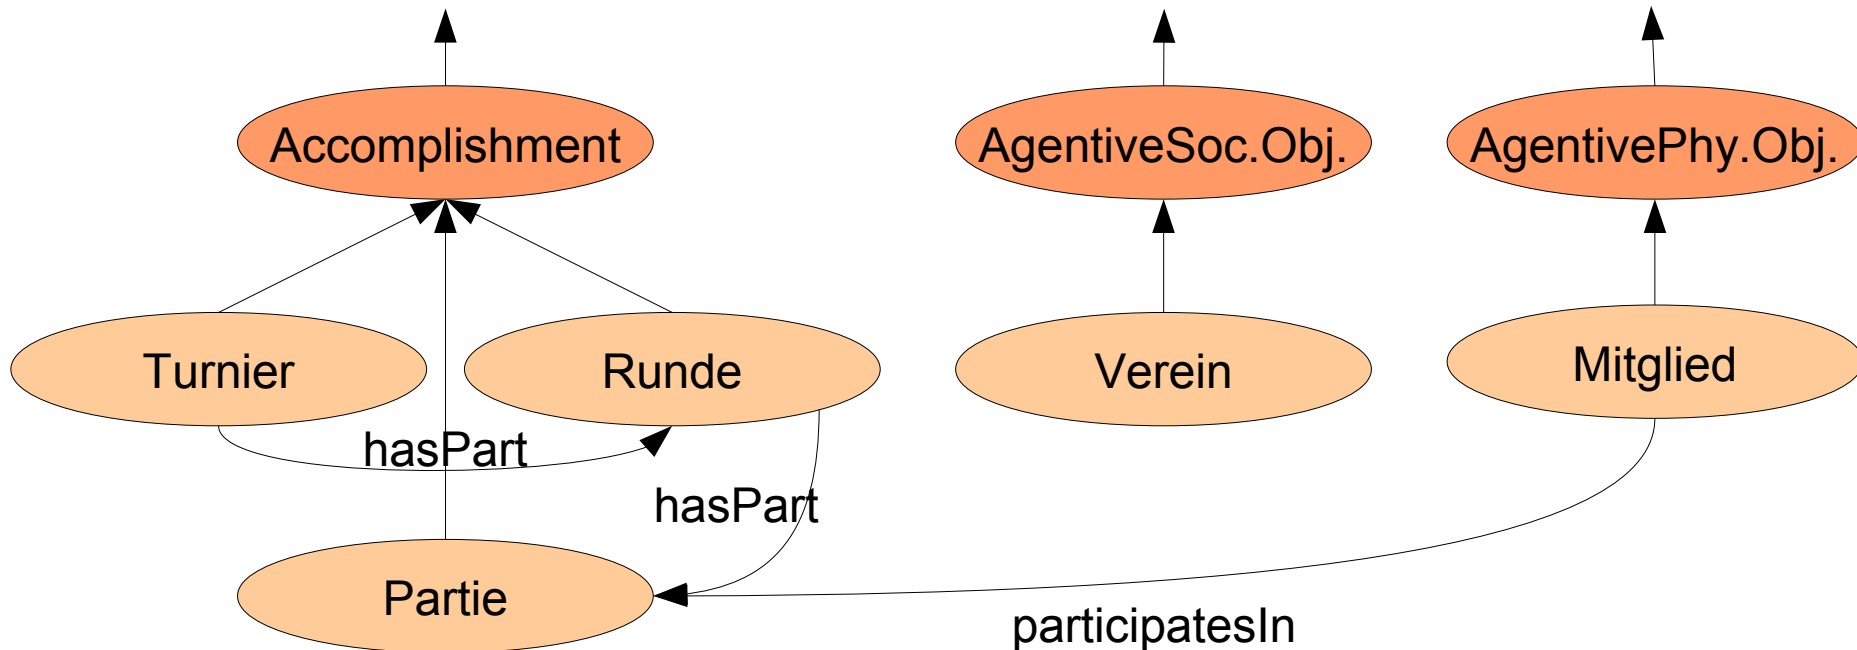 Accomplishment
AgentiveSoc.Obj.
AgentivePhy.Obj.
Turnier
Runde
Verein
Mitglied
hasPart
hasPart
Partie
participatesIn